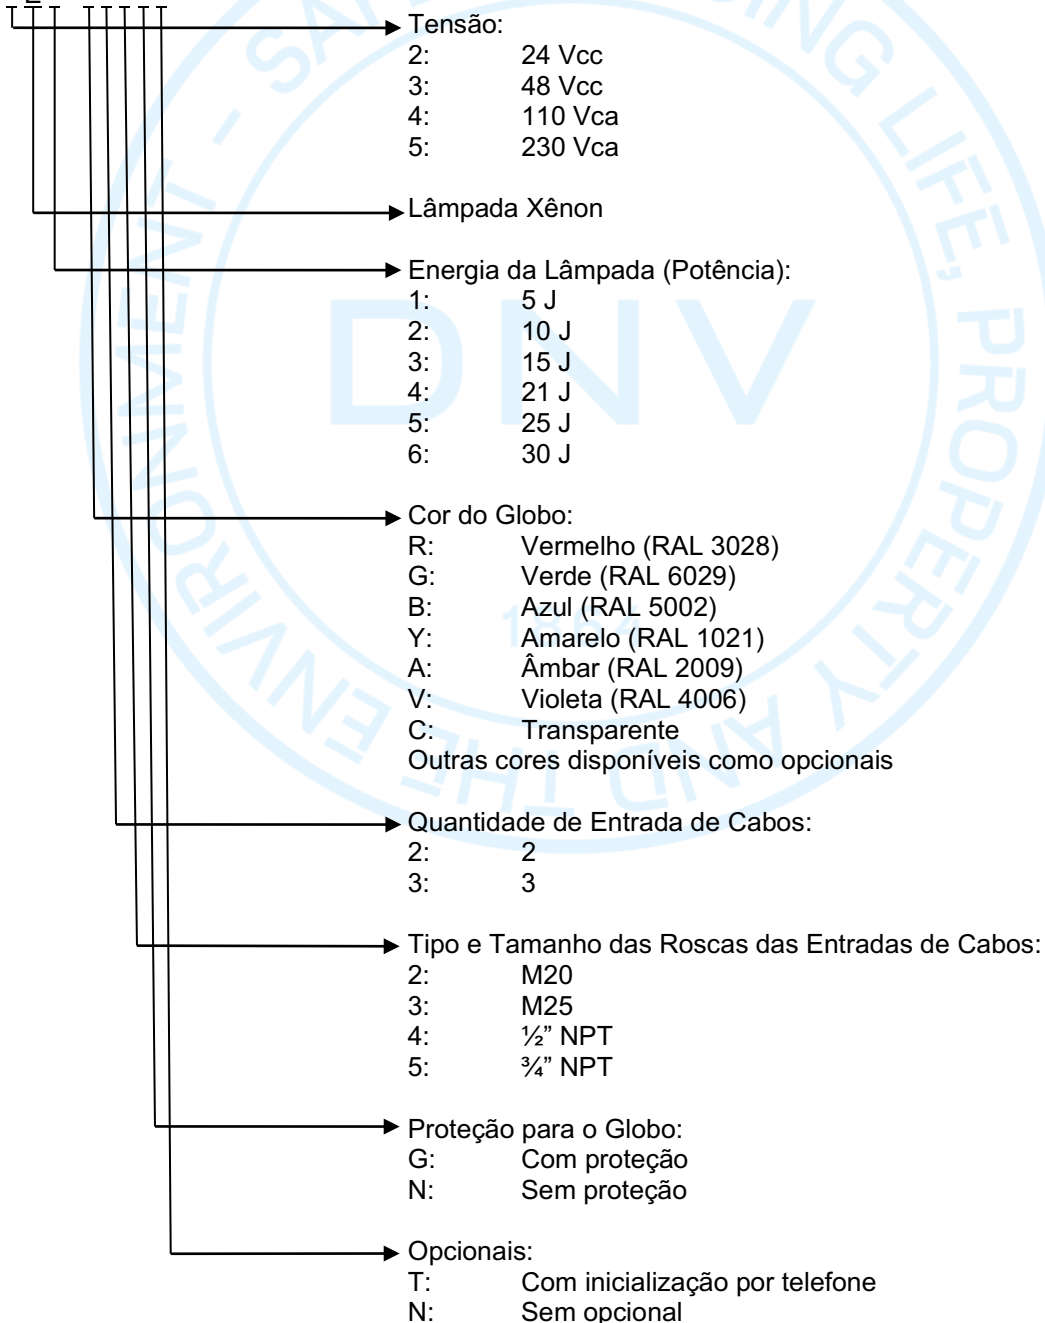 Tensão:
2: 24 Vcc
3: 48 Vcc
4: 110 Vca
5: 230 Vca
Lâmpada Xênon
Energia da Lâmpada (Potência):
1: 5 J
2: 10 J
3: 15 J
4: 21 J
5: 25 J
6: 30 J
Cor do Globo:
R: Vermelho (RAL 3028)
G: Verde (RAL 6029)
B: Azul (RAL 5002)
Y: Amarelo (RAL 1021)
A: Âmbar (RAL 2009)
V: Violeta (RAL 4006)
C: Transparente
Outras cores disponíveis como opcionais
Quantidade de Entrada de Cabos:
2: 2
3: 3
Tipo e Tamanho das Roscas das Entradas de Cabos:
2: M20
3: M25
4: ½” NPT
5: ¾” NPT
Proteção para o Globo:
G: Com proteção
N: Sem proteção
Opcionais:
T: Com inicialização por telefone
N: Sem opcional
DNV
1864